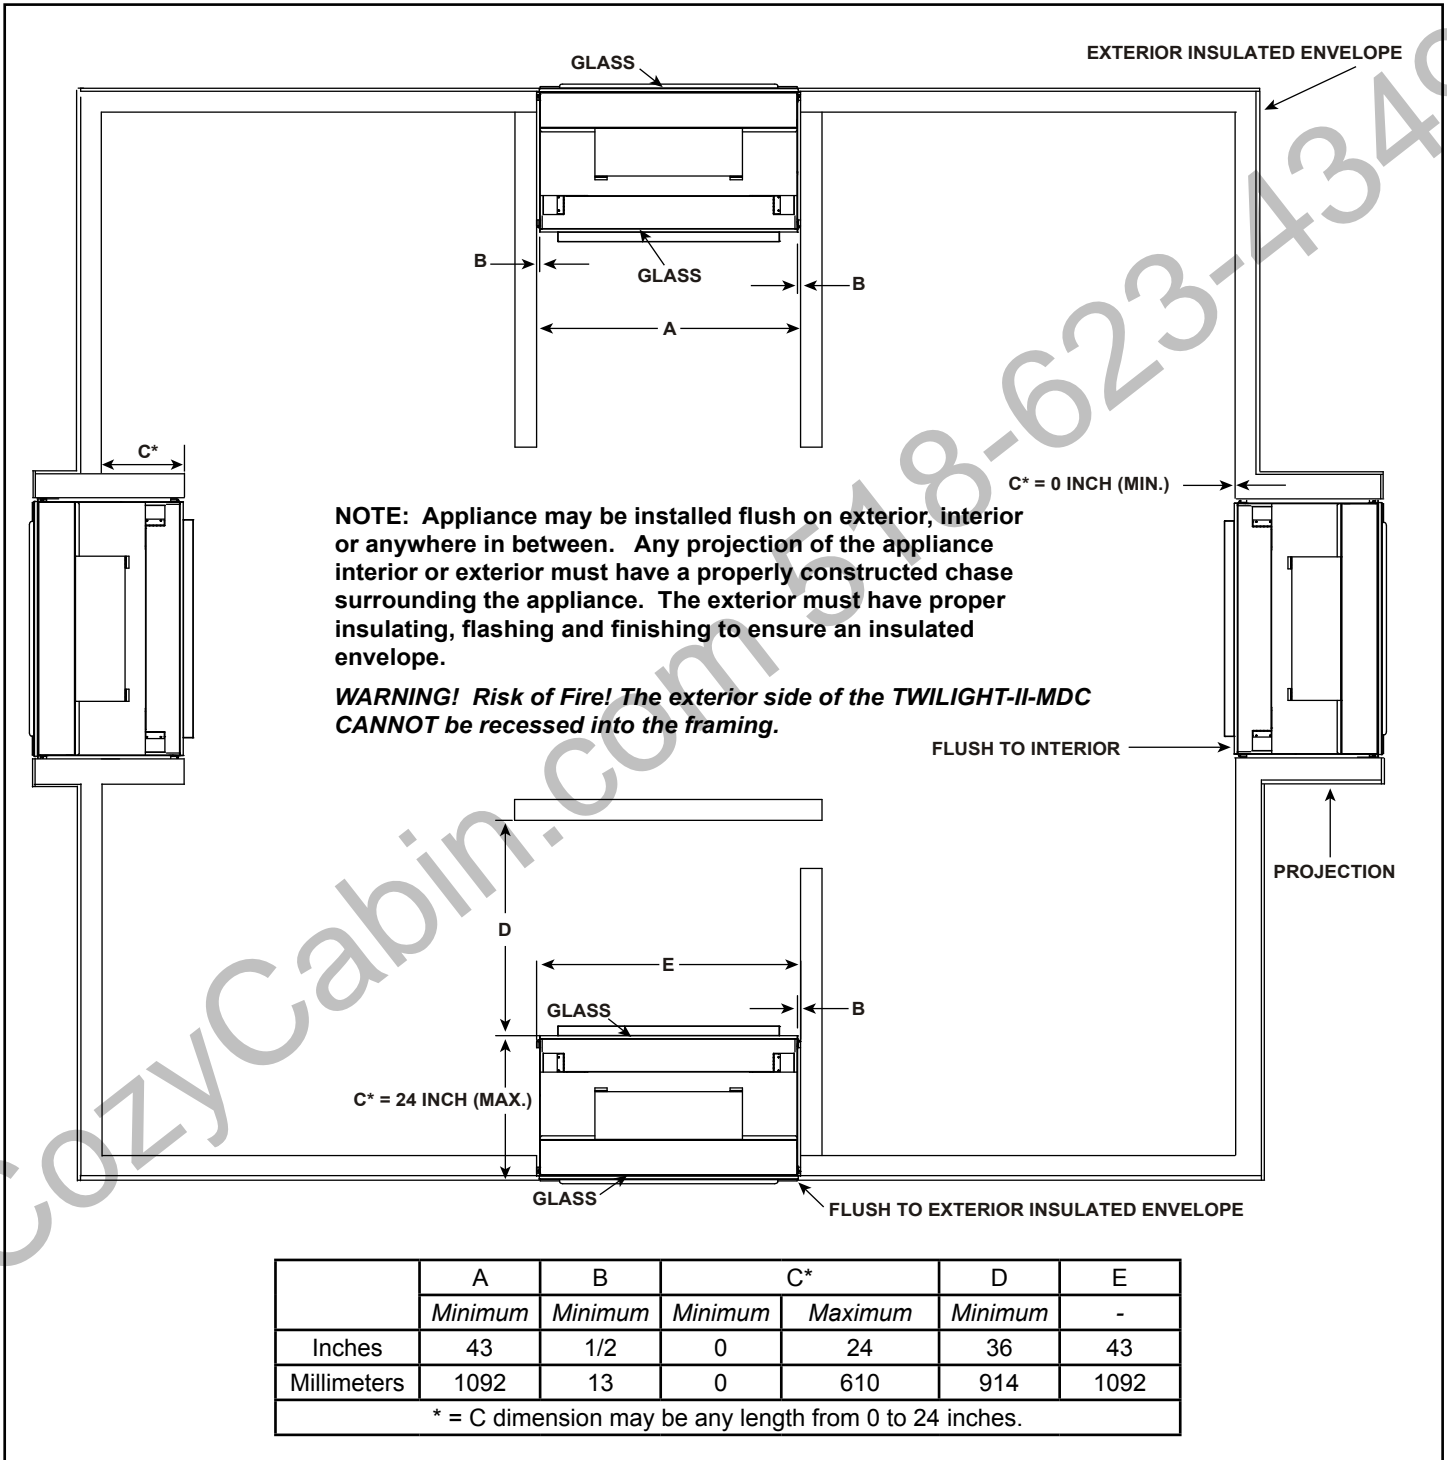 GLASS
EXTERIOR INSULATED ENVELOPE
B
GLASS
B
A
C*
C* = 0 INCH (MIN.)
NOTE: Appliance may be installed flush on exterior, interior
or anywhere in between. Any projection of the appliance
interior or exterior must have a properly constructed chase
surrounding the appliance. The exterior must have proper
insulating, flashing and finishing to ensure an insulated
envelope.
WARNING! Risk of Fire! The exterior side of the TWILIGHT-II-MDC
CANNOT be recessed into the framing.
FLUSH TO INTERIOR
PROJECTION
D
E
GLASS
B
C* = 24 INCH (MAX.)
GLASS
FLUSH TO EXTERIOR INSULATED ENVELOPE
A B C* D E
Minimum Minimum Minimum Maximum Minimum -
Inches 43 1/2 0 24 36 43
Millimeters 1092 13 0 610 914 1092
* = C dimension may be any length from 0 to 24 inches.
CozyCabin.com 518-623-4349